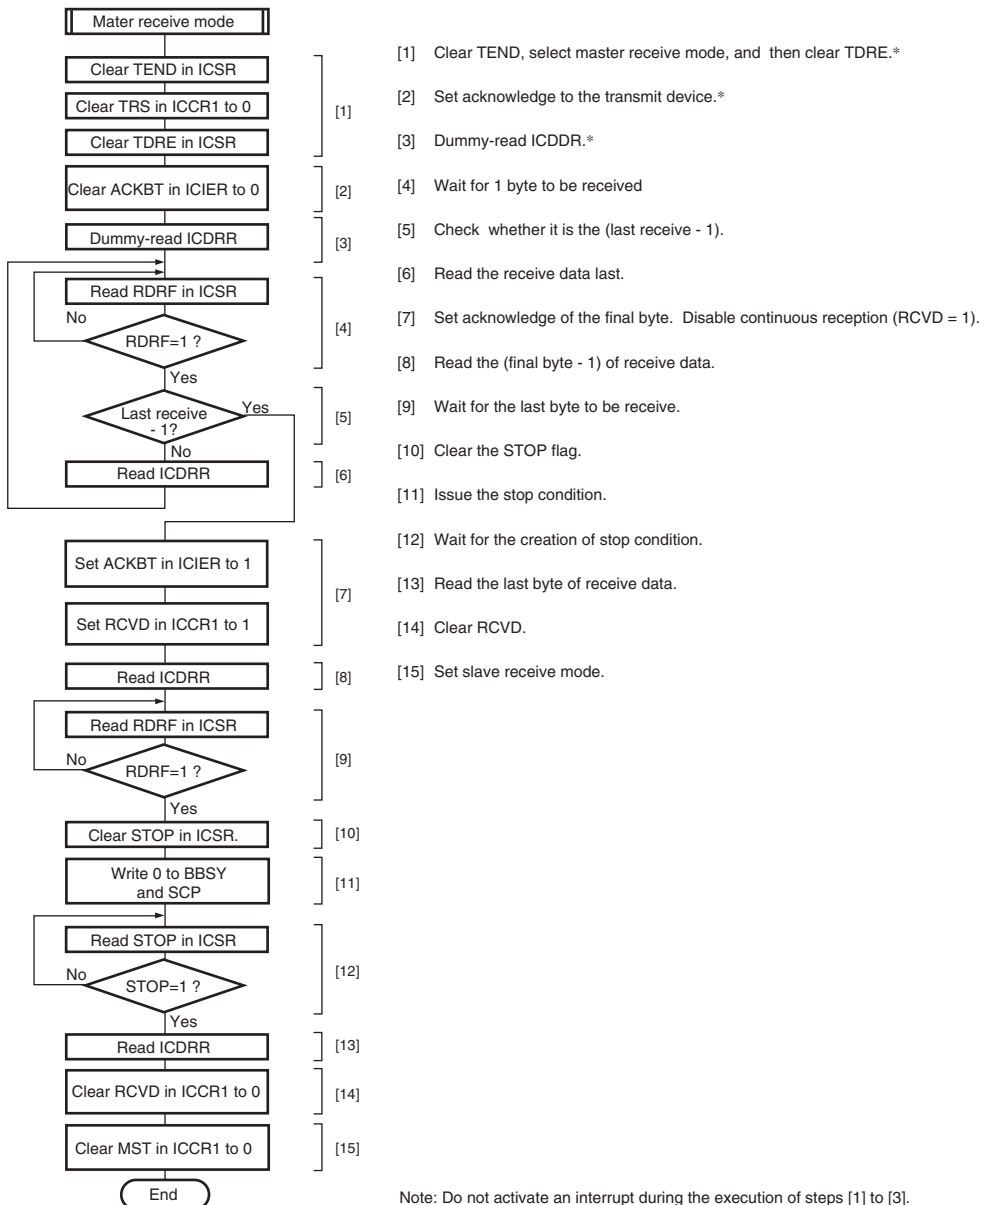 Mater receive mode
Clear TEND in ICSR
Clear TRS in ICCR1 to 0
Clear TDRE in ICSR
[1]
Clear ACKBT in ICIER to 0
[2]
Dummy-read ICDRR
[3]
Read RDRF in ICSR
No
RDRF=1 ?
[4]
Yes
Last receive
- 1?
Yes
[5]
No
Read ICDRR
[6]
Set ACKBT in ICIER to 1
[7]
Set RCVD in ICCR1 to 1
Read ICDRR
[8]
Read RDRF in ICSR
No
RDRF=1 ?
[9]
Yes
Clear STOP in ICSR.
[10]
Write 0 to BBSY
and SCP
[11]
Read STOP in ICSR
No
STOP=1 ?
[12]
Yes
Read ICDRR
[13]
Clear RCVD in ICCR1 to 0
[14]
Clear MST in ICCR1 to 0
[15]
End
[1] Clear TEND, select master receive mode, and then clear TDRE.*
[2] Set acknowledge to the transmit device.*
[3] Dummy-read ICDDR.*
[4] Wait for 1 byte to be received
[5] Check whether it is the (last receive - 1).
[6] Read the receive data last.
[7] Set acknowledge of the final byte. Disable continuous reception (RCVD = 1).
[8] Read the (final byte - 1) of receive data.
[9] Wait for the last byte to be receive.
[10] Clear the STOP flag.
[11] Issue the stop condition.
[12] Wait for the creation of stop condition.
[13] Read the last byte of receive data.
[14] Clear RCVD.
[15] Set slave receive mode.
Note: Do not activate an interrupt during the execution of steps [1] to [3].